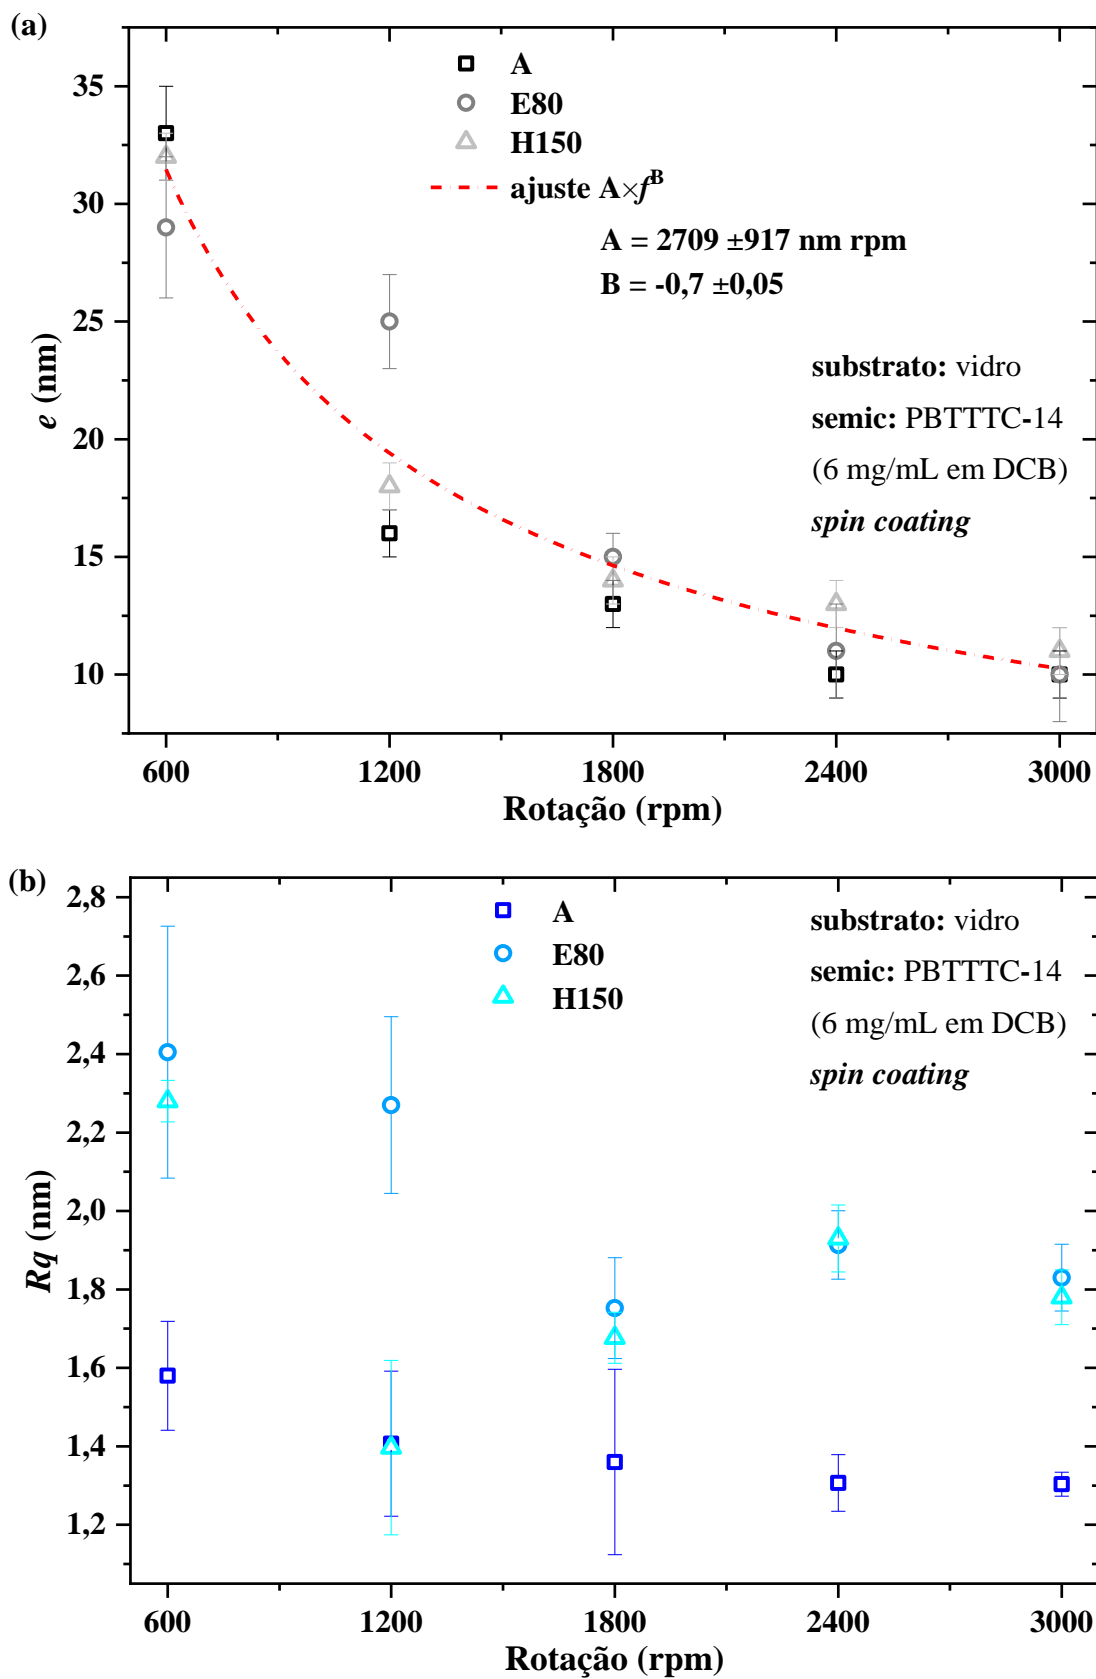 (a)
A
E80
H150
ajuste A×f^B
A = 2709 ±917 nm rpm
B = -0,7 ±0,05
substrato: vidro
semic: PBTTTC-14
(6 mg/mL em DCB)
spin coating
35
30
25
20
15
10
e (nm)
600 1200 1800 2400 3000
Rotação (rpm)
(b)
A
E80
H150
substrato: vidro
semic: PBTTTC-14
(6 mg/mL em DCB)
spin coating
2,8
2,6
2,4
2,2
2,0
1,8
1,6
1,4
1,2
Rq (nm)
600 1200 1800 2400 3000
Rotação (rpm)